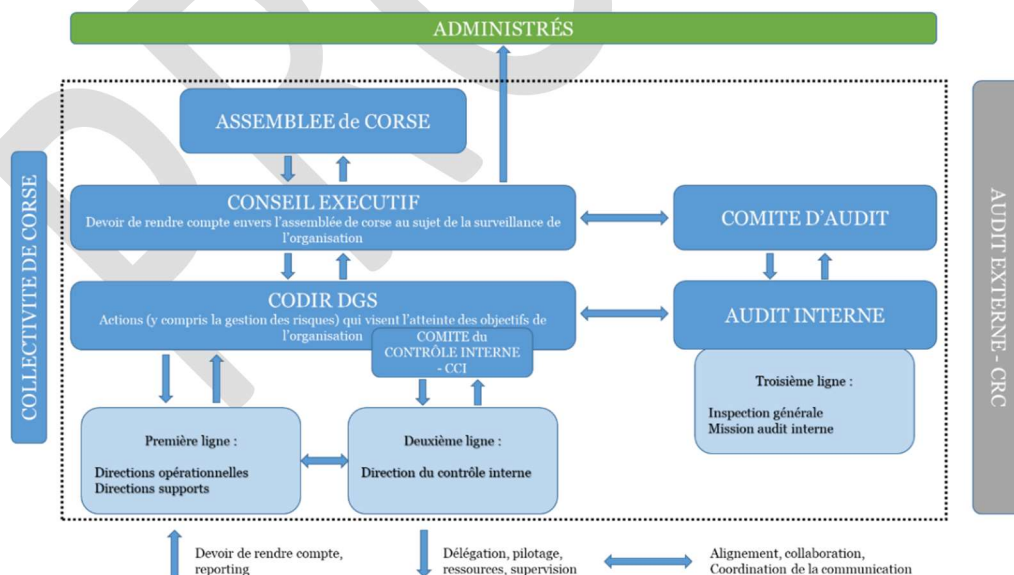 ADMINISTRÉS
COLLECTIVITE DE CORSE
ASSEMBLEE de CORSE
CONSEIL EXECUTIF
Devoir de rendre compte envers l'assemblée de corse au sujet de la surveillance de
l'organisation
COMITE D'AUDIT
CODIR DGS
Actions (y compris la gestion des risques) qui visent l'atteinte des objectifs de
l'organisation
COMITE du
CONTRÔLE INTERNE
- CCI
AUDIT INTERNE
Première ligne :
Directions opérationnelles
Directions supports
Deuxième ligne :
Direction du contrôle interne
Troisième ligne :
Inspection générale
Mission audit interne
AUDIT EXTERNE - CRC
Devoir de rendre compte,
reporting
Délégation, pilotage,
ressources, supervision
Alignement, collaboration,
Coordination de la communication